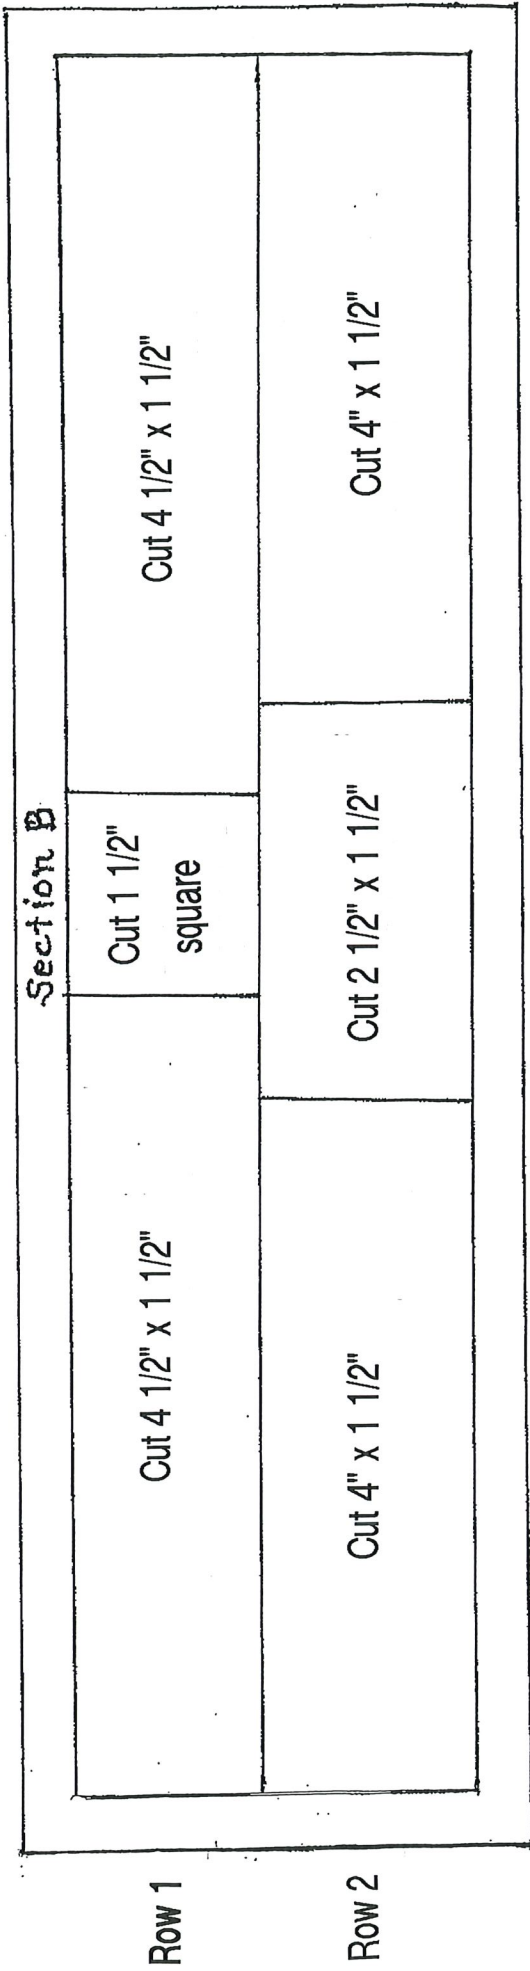 Section B
Row 1
Cut 4 1/2" x 1 1/2"
Cut 1 1/2"
square
Cut 4 1/2" x 1 1/2"
Row 2
Cut 4" x 1 1/2"
Cut 2 1/2" x 1 1/2"
Cut 4" x 1 1/2"